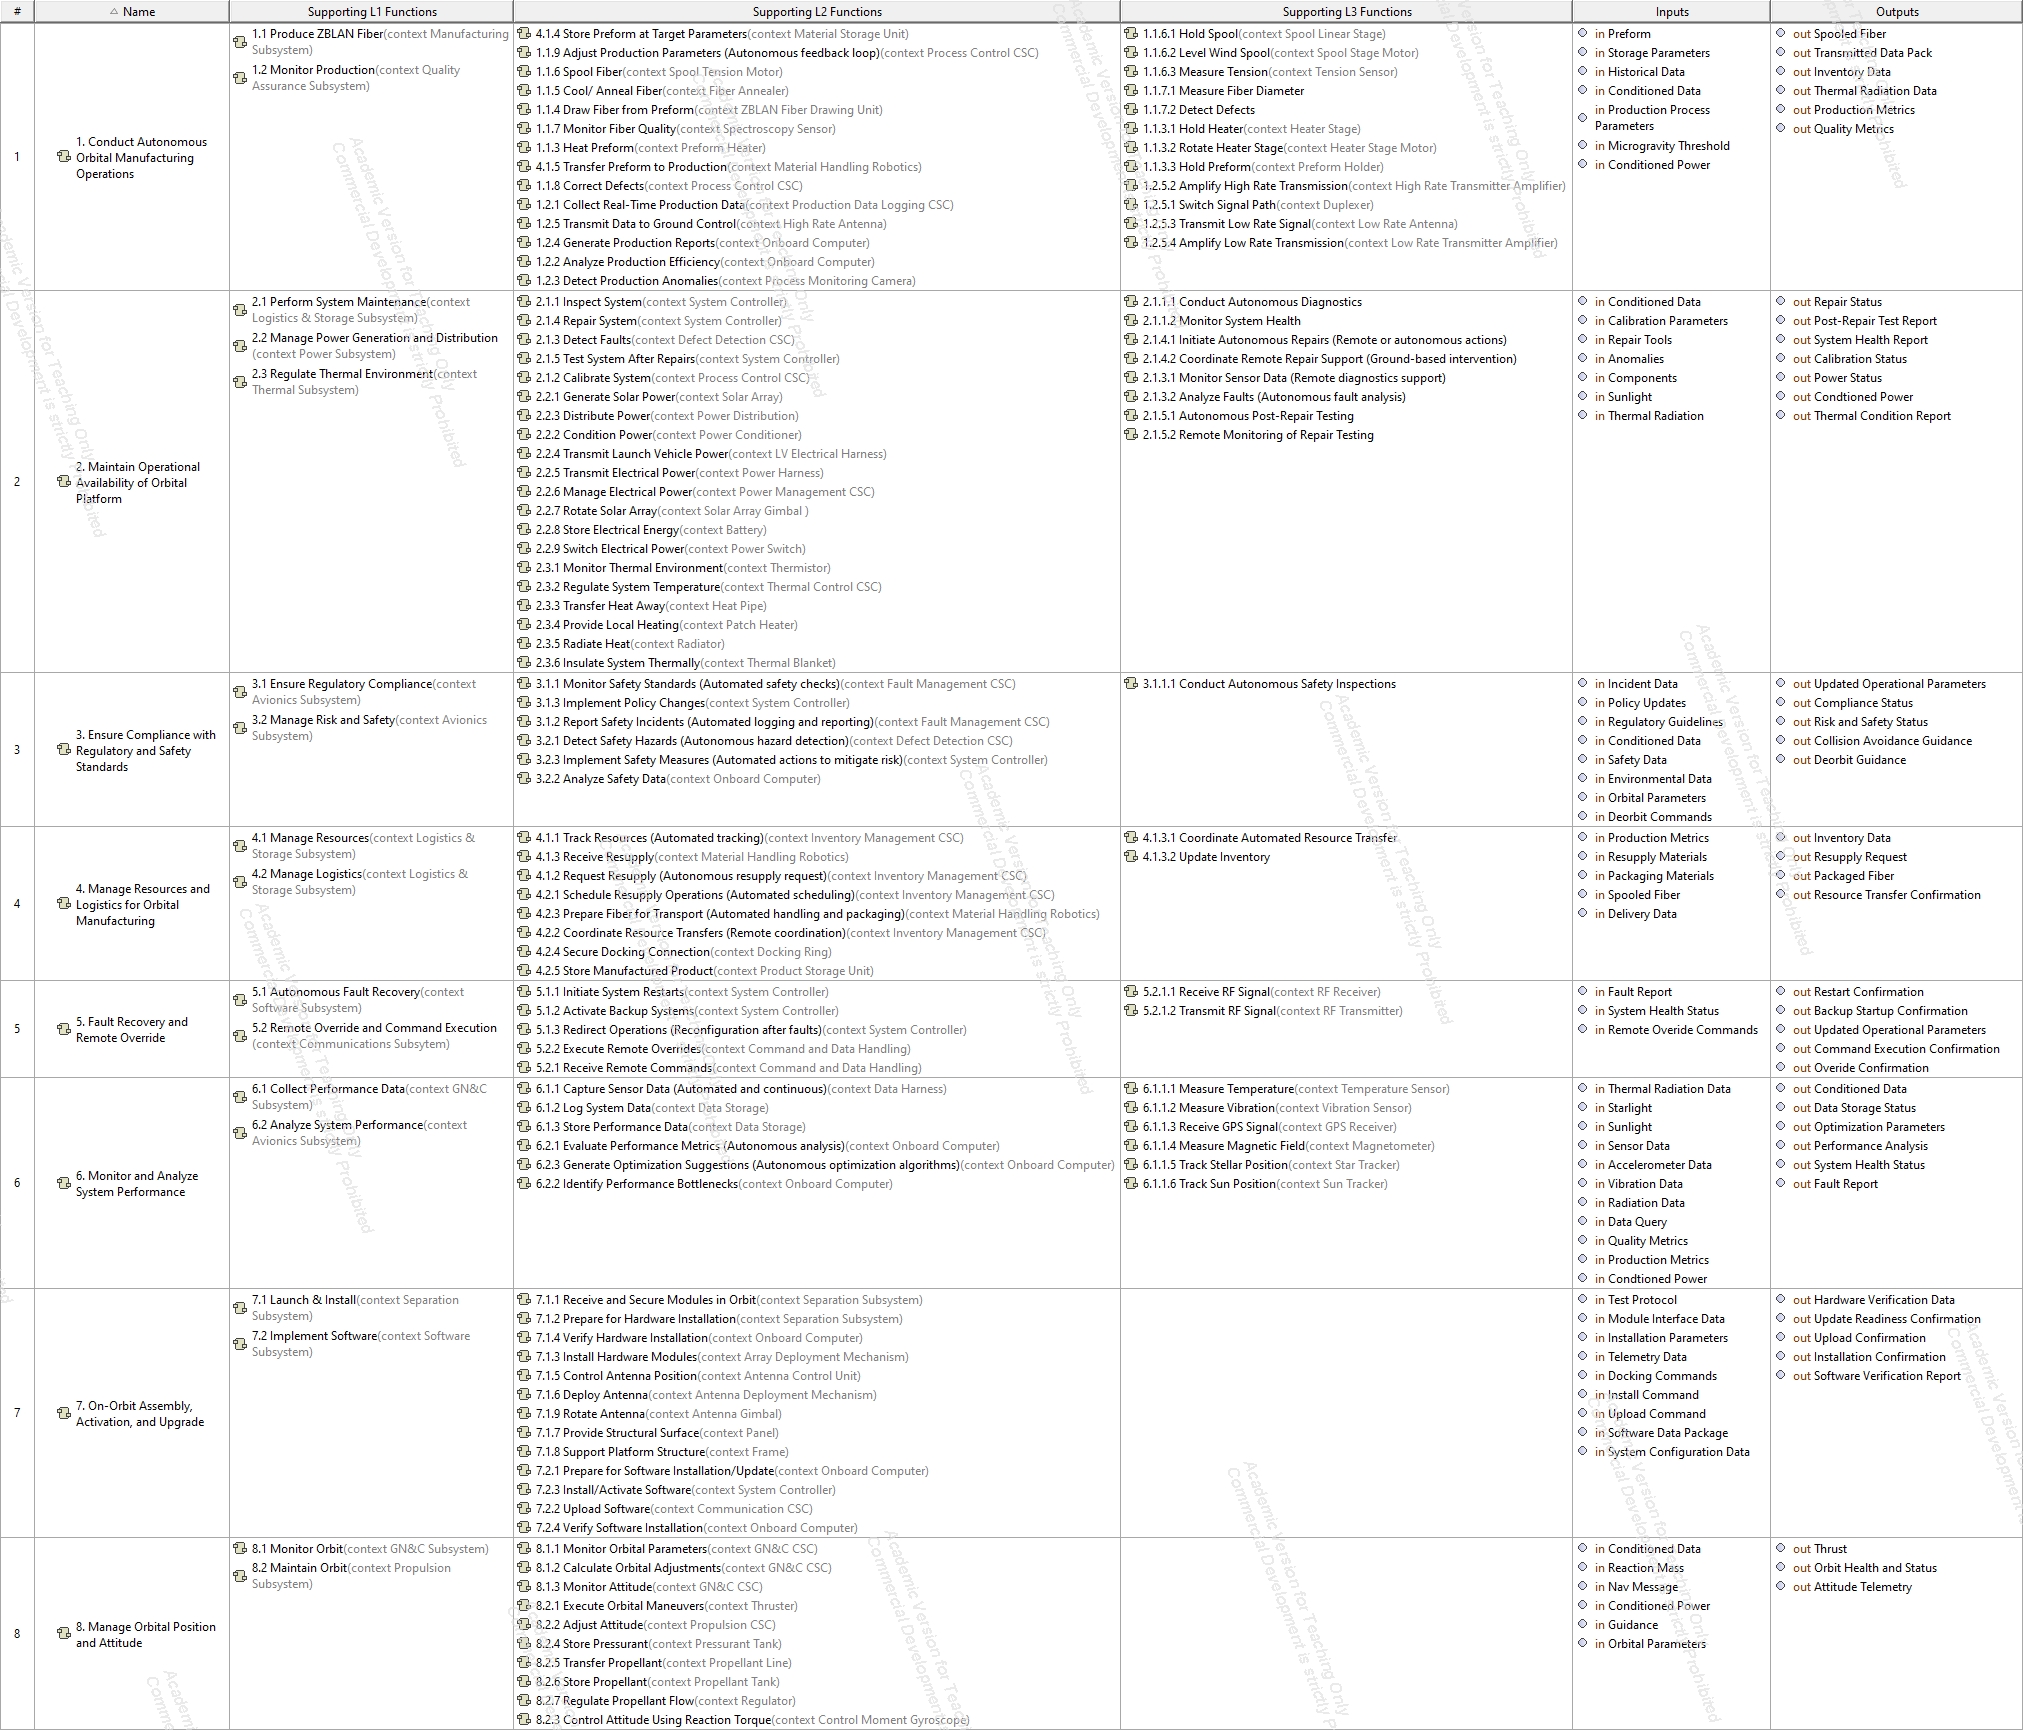 # Name Supporting L1 Functions Supporting L2 Functions Supporting L3 Functions Inputs Outputs
1
1. Conduct Autonomous
Orbital Manufacturing
Operations
1.1 Produce ZBLAN Fiber(context Manufacturing
Subsystem)
1.2 Monitor Production(context Quality
Assurance Subsystem)
4.1.4 Store Preform at Target Parameters(context Material Storage Unit)
1.1.9 Adjust Production Parameters (Autonomous feedback loop)(context Process Control CSC)
1.1.6 Spool Fiber(context Spool Tension Motor)
1.1.5 Cool/ Anneal Fiber(context Fiber Annealer)
1.1.4 Draw Fiber from Preform(context ZBLAN Fiber Drawing Unit)
1.1.7 Monitor Fiber Quality(context Spectroscopy Sensor)
1.1.3 Heat Preform(context Preform Heater)
4.1.5 Transfer Preform to Production(context Material Handling Robotics)
1.1.8 Correct Defects(context Process Control CSC)
1.2.1 Collect Real-Time Production Data(context Production Data Logging CSC)
1.2.5 Transmit Data to Ground Control(context High Rate Antenna)
1.2.4 Generate Production Reports(context Onboard Computer)
1.2.2 Analyze Production Efficiency(context Onboard Computer)
1.2.3 Detect Production Anomalies(context Process Monitoring Camera)
1.1.6.1 Hold Spool(context Spool Linear Stage)
1.1.6.2 Level Wind Spool(context Spool Stage Motor)
1.1.6.3 Measure Tension(context Tension Sensor)
1.1.7.1 Measure Fiber Diameter
1.1.7.2 Detect Defects
1.1.3.1 Hold Heater(context Heater Stage)
1.1.3.2 Rotate Heater Stage(context Heater Stage Motor)
1.1.3.3 Hold Preform(context Preform Holder)
1.2.5.2 Amplify High Rate Transmission(context High Rate Transmitter Amplifier)
1.2.5.1 Switch Signal Path(context Duplexer)
1.2.5.3 Transmit Low Rate Signal(context Low Rate Antenna)
1.2.5.4 Amplify Low Rate Transmission(context Low Rate Transmitter Amplifier)
in Preform
in Storage Parameters
in Historical Data
in Conditioned Data
in Production Process
Parameters
in Microgravity Threshold
in Conditioned Power
out Spooled Fiber
out Transmitted Data Pack
out Inventory Data
out Thermal Radiation Data
out Production Metrics
out Quality Metrics
2
2. Maintain Operational
Availability of Orbital
Platform
2.1 Perform System Maintenance(context
Logistics & Storage Subsystem)
2.2 Manage Power Generation and Distribution
(context Power Subsystem)
2.3 Regulate Thermal Environment(context
Thermal Subsystem)
2.1.1 Inspect System(context System Controller)
2.1.4 Repair System(context System Controller)
2.1.3 Detect Faults(context Defect Detection CSC)
2.1.5 Test System After Repairs(context System Controller)
2.1.2 Calibrate System(context Process Control CSC)
2.2.1 Generate Solar Power(context Solar Array)
2.2.3 Distribute Power(context Power Distribution)
2.2.2 Condition Power(context Power Conditioner)
2.2.4 Transmit Launch Vehicle Power(context LV Electrical Harness)
2.2.5 Transmit Electrical Power(context Power Harness)
2.2.6 Manage Electrical Power(context Power Management CSC)
2.2.7 Rotate Solar Array(context Solar Array Gimbal )
2.2.8 Store Electrical Energy(context Battery)
2.2.9 Switch Electrical Power(context Power Switch)
2.3.1 Monitor Thermal Environment(context Thermistor)
2.3.2 Regulate System Temperature(context Thermal Control CSC)
2.3.3 Transfer Heat Away(context Heat Pipe)
2.3.4 Provide Local Heating(context Patch Heater)
2.3.5 Radiate Heat(context Radiator)
2.3.6 Insulate System Thermally(context Thermal Blanket)
2.1.1.1 Conduct Autonomous Diagnostics
2.1.1.2 Monitor System Health
2.1.4.1 Initiate Autonomous Repairs (Remote or autonomous actions)
2.1.4.2 Coordinate Remote Repair Support (Ground-based intervention)
2.1.3.1 Monitor Sensor Data (Remote diagnostics support)
2.1.3.2 Analyze Faults (Autonomous fault analysis)
2.1.5.1 Autonomous Post-Repair Testing
2.1.5.2 Remote Monitoring of Repair Testing
in Conditioned Data
in Calibration Parameters
in Repair Tools
in Anomalies
in Components
in Sunlight
in Thermal Radiation
out Repair Status
out Post-Repair Test Report
out System Health Report
out Calibration Status
out Power Status
out Condtioned Power
out Thermal Condition Report
3
3. Ensure Compliance with
Regulatory and Safety
Standards
3.1 Ensure Regulatory Compliance(context
Avionics Subsystem)
3.2 Manage Risk and Safety(context Avionics
Subsystem)
3.1.1 Monitor Safety Standards (Automated safety checks)(context Fault Management CSC)
3.1.3 Implement Policy Changes(context System Controller)
3.1.2 Report Safety Incidents (Automated logging and reporting)(context Fault Management CSC)
3.2.1 Detect Safety Hazards (Autonomous hazard detection)(context Defect Detection CSC)
3.2.3 Implement Safety Measures (Automated actions to mitigate risk)(context System Controller)
3.2.2 Analyze Safety Data(context Onboard Computer)
3.1.1.1 Conduct Autonomous Safety Inspections
in Incident Data
in Policy Updates
in Regulatory Guidelines
in Conditioned Data
in Safety Data
in Environmental Data
in Orbital Parameters
in Deorbit Commands
out Updated Operational Parameters
out Compliance Status
out Risk and Safety Status
out Collision Avoidance Guidance
out Deorbit Guidance
4
4. Manage Resources and
Logistics for Orbital
Manufacturing
4.1 Manage Resources(context Logistics &
Storage Subsystem)
4.2 Manage Logistics(context Logistics &
Storage Subsystem)
4.1.1 Track Resources (Automated tracking)(context Inventory Management CSC)
4.1.3 Receive Resupply(context Material Handling Robotics)
4.1.2 Request Resupply (Autonomous resupply request)(context Inventory Management CSC)
4.2.1 Schedule Resupply Operations (Automated scheduling)(context Inventory Management CSC)
4.2.3 Prepare Fiber for Transport (Automated handling and packaging)(context Material Handling Robotics)
4.2.2 Coordinate Resource Transfers (Remote coordination)(context Inventory Management CSC)
4.2.4 Secure Docking Connection(context Docking Ring)
4.2.5 Store Manufactured Product(context Product Storage Unit)
4.1.3.1 Coordinate Automated Resource Transfer
4.1.3.2 Update Inventory
in Production Metrics
in Resupply Materials
in Packaging Materials
in Spooled Fiber
in Delivery Data
out Inventory Data
out Resupply Request
out Packaged Fiber
out Resource Transfer Confirmation
5
5. Fault Recovery and
Remote Override
5.1 Autonomous Fault Recovery(context
Software Subsystem)
5.2 Remote Override and Command Execution
(context Communications Subsytem)
5.1.1 Initiate System Restarts(context System Controller)
5.1.2 Activate Backup Systems(context System Controller)
5.1.3 Redirect Operations (Reconfiguration after faults)(context System Controller)
5.2.2 Execute Remote Overrides(context Command and Data Handling)
5.2.1 Receive Remote Commands(context Command and Data Handling)
5.2.1.1 Receive RF Signal(context RF Receiver)
5.2.1.2 Transmit RF Signal(context RF Transmitter)
in Fault Report
in System Health Status
in Remote Overide Commands
out Restart Confirmation
out Backup Startup Confirmation
out Updated Operational Parameters
out Command Execution Confirmation
out Overide Confirmation
6
6. Monitor and Analyze
System Performance
6.1 Collect Performance Data(context GN&C
Subsystem)
6.2 Analyze System Performance(context
Avionics Subsystem)
6.1.1 Capture Sensor Data (Automated and continuous)(context Data Harness)
6.1.2 Log System Data(context Data Storage)
6.1.3 Store Performance Data(context Data Storage)
6.2.1 Evaluate Performance Metrics (Autonomous analysis)(context Onboard Computer)
6.2.3 Generate Optimization Suggestions (Autonomous optimization algorithms)(context Onboard Computer)
6.2.2 Identify Performance Bottlenecks(context Onboard Computer)
6.1.1.1 Measure Temperature(context Temperature Sensor)
6.1.1.2 Measure Vibration(context Vibration Sensor)
6.1.1.3 Receive GPS Signal(context GPS Receiver)
6.1.1.4 Measure Magnetic Field(context Magnetometer)
6.1.1.5 Track Stellar Position(context Star Tracker)
6.1.1.6 Track Sun Position(context Sun Tracker)
in Thermal Radiation Data
in Starlight
in Sunlight
in Sensor Data
in Accelerometer Data
in Vibration Data
in Radiation Data
in Data Query
in Quality Metrics
in Production Metrics
in Condtioned Power
out Conditioned Data
out Data Storage Status
out Optimization Parameters
out Performance Analysis
out System Health Status
out Fault Report
7
7. On-Orbit Assembly,
Activation, and Upgrade
7.1 Launch & Install(context Separation
Subsystem)
7.2 Implement Software(context Software
Subsystem)
7.1.1 Receive and Secure Modules in Orbit(context Separation Subsystem)
7.1.2 Prepare for Hardware Installation(context Separation Subsystem)
7.1.4 Verify Hardware Installation(context Onboard Computer)
7.1.3 Install Hardware Modules(context Array Deployment Mechanism)
7.1.5 Control Antenna Position(context Antenna Control Unit)
7.1.6 Deploy Antenna(context Antenna Deployment Mechanism)
7.1.9 Rotate Antenna(context Antenna Gimbal)
7.1.7 Provide Structural Surface(context Panel)
7.1.8 Support Platform Structure(context Frame)
7.2.1 Prepare for Software Installation/Update(context Onboard Computer)
7.2.3 Install/Activate Software(context System Controller)
7.2.2 Upload Software(context Communication CSC)
7.2.4 Verify Software Installation(context Onboard Computer)
in Test Protocol
in Module Interface Data
in Installation Parameters
in Telemetry Data
in Docking Commands
in Install Command
in Upload Command
in Software Data Package
in System Configuration Data
out Hardware Verification Data
out Update Readiness Confirmation
out Upload Confirmation
out Installation Confirmation
out Software Verification Report
8
8. Manage Orbital Position
and Attitude
8.1 Monitor Orbit(context GN&C Subsystem)
8.2 Maintain Orbit(context Propulsion
Subsystem)
8.1.1 Monitor Orbital Parameters(context GN&C CSC)
8.1.2 Calculate Orbital Adjustments(context GN&C CSC)
8.1.3 Monitor Attitude(context GN&C CSC)
8.2.1 Execute Orbital Maneuvers(context Thruster)
8.2.2 Adjust Attitude(context Propulsion CSC)
8.2.4 Store Pressurant(context Pressurant Tank)
8.2.5 Transfer Propellant(context Propellant Line)
8.2.6 Store Propellant(context Propellant Tank)
8.2.7 Regulate Propellant Flow(context Regulator)
8.2.3 Control Attitude Using Reaction Torque(context Control Moment Gyroscope)
in Conditioned Data
in Reaction Mass
in Nav Message
in Conditioned Power
in Guidance
in Orbital Parameters
out Thrust
out Orbit Health and Status
out Attitude Telemetry
Academic Version for Teaching Only
Commercial Development is strictly Prohibited